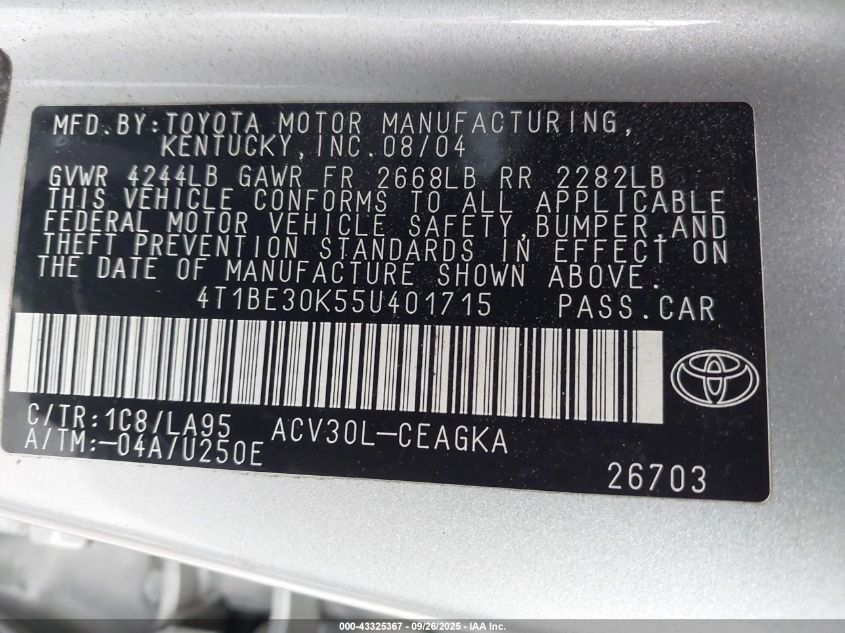 MFD.BY:TOYOTA MOTOR MANUFACTURING,
KENTUCKY,INC.08/04
GVWR 4244LB GAWR FR 2668LB RR 2282LB
THIS VEHICLE CONFORMS TO ALL APPLICABLE
FEDERAL MOTOR VEHICLE SAFETY,BUMPER,AND
THEFT PREVENTION STANDARDS IN EFFECT ON
THE DATE OF MANUFACTURE SHOWN ABOVE.
4T1BE30K55U401715 PASS.CAR
C/TR:1C8/LA95 ACV30L-CEAGKA
A/TM:-04A/U250E
26703
000-43325367 - 09/26/2025 - IAA, Inc.